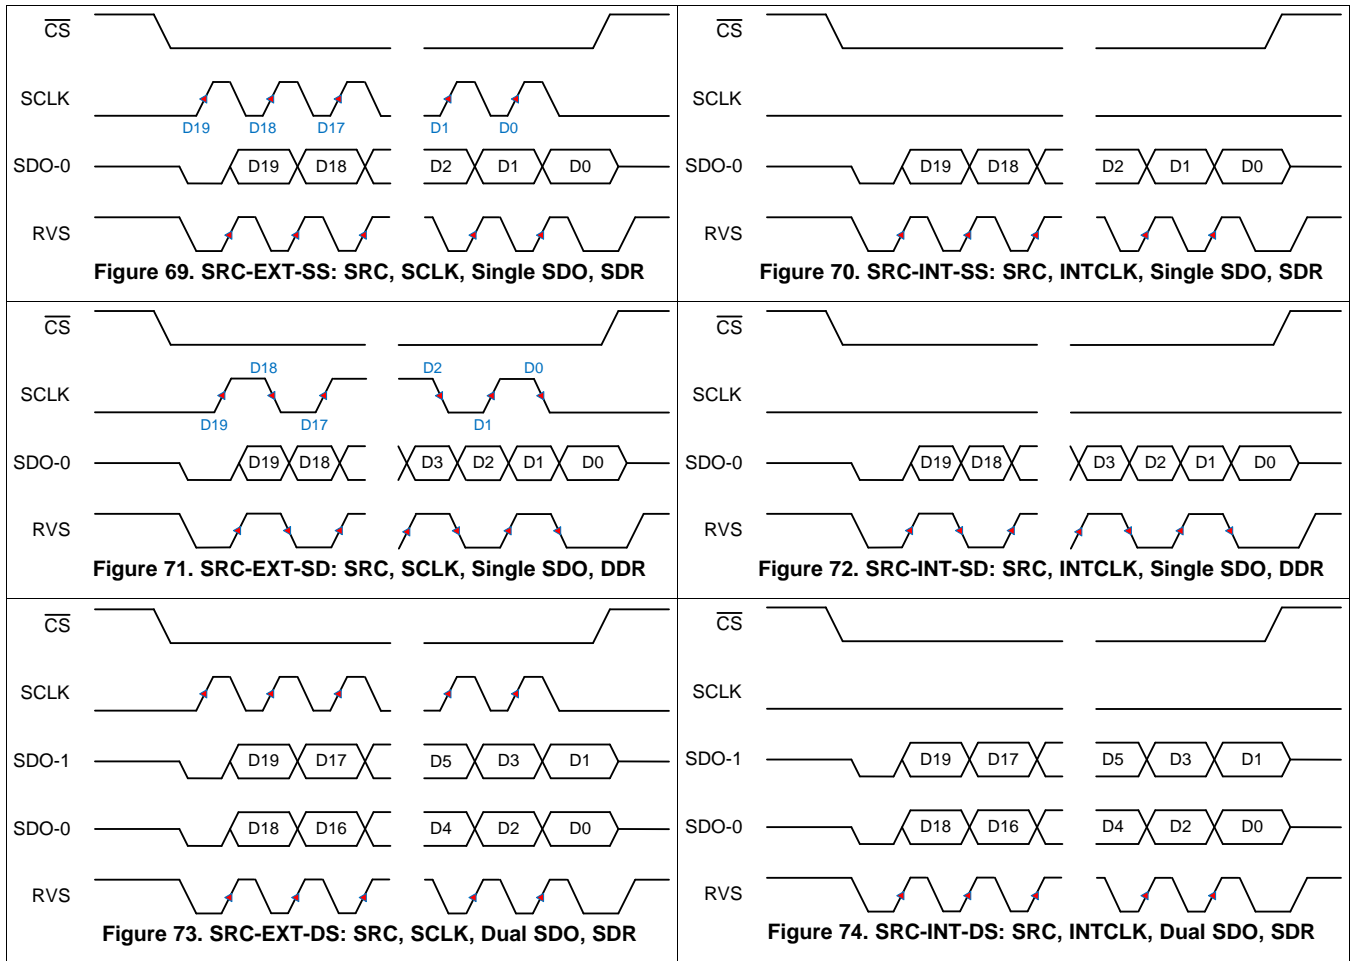 CS
SCLK
D19 D18 D17 D1 D0
SDO-0 D19 D18 D2 D1 D0
RVS
Figure 69. SRC-EXT-SS: SRC, SCLK, Single SDO, SDR
CS
SCLK
SDO-0 D19 D18 D2 D1 D0
RVS
Figure 70. SRC-INT-SS: SRC, INTCLK, Single SDO, SDR
CS
D18 D2 D0
SCLK
D19 D17 D1
SDO-0 D19 D18 D3 D2 D1 D0
RVS
Figure 71. SRC-EXT-SD: SRC, SCLK, Single SDO, DDR
CS
SCLK
SDO-0 D19 D18 D3 D2 D1 D0
RVS
Figure 72. SRC-INT-SD: SRC, INTCLK, Single SDO, DDR
CS
SCLK
SDO-1 D19 D17 D5 D3 D1
SDO-0 D18 D16 D4 D2 D0
RVS
Figure 73. SRC-EXT-DS: SRC, SCLK, Dual SDO, SDR
CS
SCLK
SDO-1 D19 D17 D5 D3 D1
SDO-0 D18 D16 D4 D2 D0
RVS
Figure 74. SRC-INT-DS: SRC, INTCLK, Dual SDO, SDR